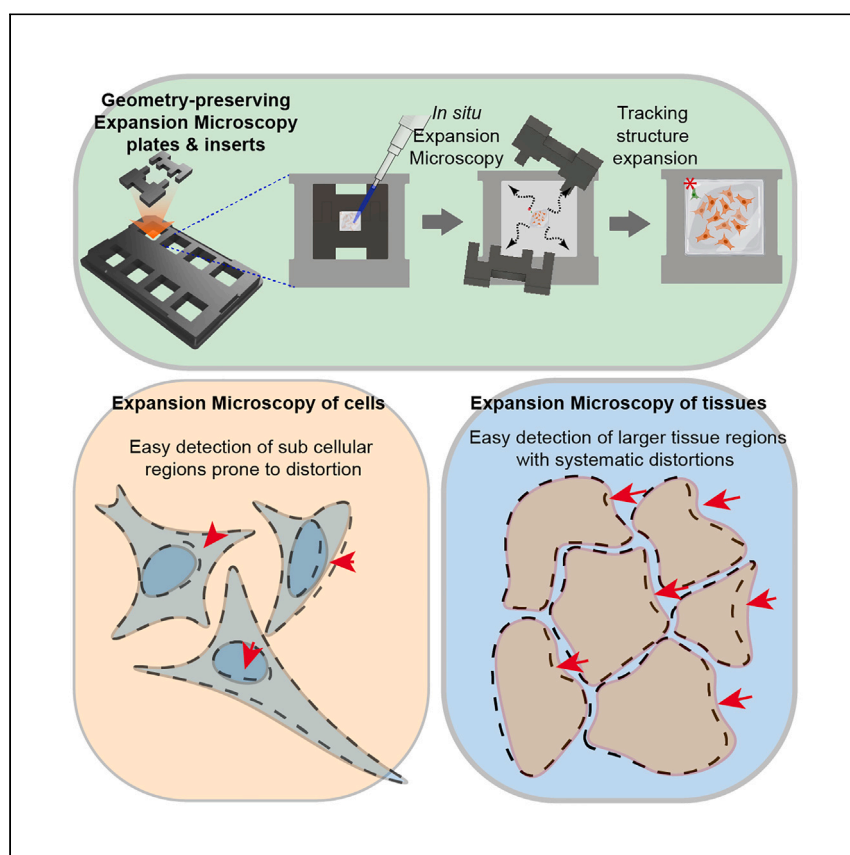 Geometry-preserving
Expansion Microscopy
plates & inserts
In situ
Expansion
Microscopy
Tracking
structure
expansion
*
Expansion Microscopy of cells
Easy detection of sub cellular
regions prone to distortion
Expansion Microscopy of tissues
Easy detection of larger tissue regions
with systematic distortions